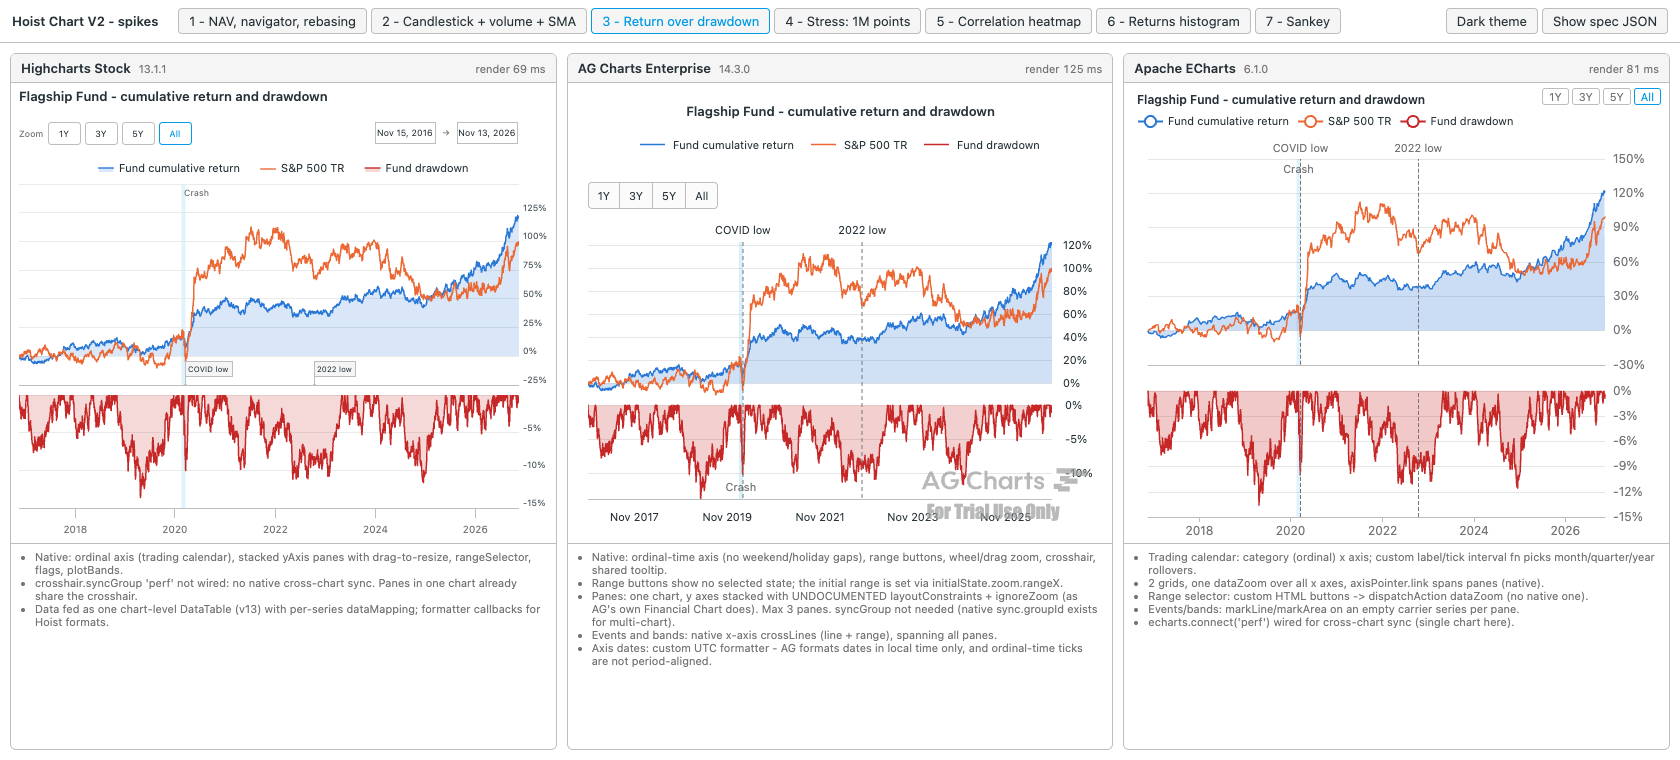 Hoist Chart V2 - spikes
1 - NAV, navigator, rebasing
2 - Candlestick + volume + SMA
3 - Return over drawdown
4 - Stress: 1M points
5 - Correlation heatmap
6 - Returns histogram
7 - Sankey
Dark theme
Show spec JSON
Highcharts Stock 13.1.1
render 69 ms
Flagship Fund - cumulative return and drawdown
Zoom 1Y 3Y 5Y All
Nov 15, 2016 → Nov 13, 2026
Fund cumulative return S&P 500 TR Fund drawdown
Crash
125%
100%
75%
50%
25%
0%
COVID low 2022 low
-25%
-5%
-10%
-15%
2018 2020 2022 2024 2026
• Native: ordinal axis (trading calendar), stacked yAxis panes with drag-to-resize, rangeSelector,
flags, plotBands.
• crosshair.syncGroup 'perf' not wired: no native cross-chart sync. Panes in one chart already
share the crosshair.
• Data fed as one chart-level DataTable (v13) with per-series dataMapping; formatter callbacks for
Hoist formats.
AG Charts Enterprise 14.3.0
render 125 ms
Flagship Fund - cumulative return and drawdown
Fund cumulative return S&P 500 TR Fund drawdown
1Y 3Y 5Y All
COVID low 2022 low
120%
100%
80%
60%
40%
20%
0%
0%
-5%
-10%
AG Charts
Crash
For Trial Use Only
Nov 2017 Nov 2019 Nov 2021 Nov 2023 Nov 2025
• Native: ordinal-time axis (no weekend/holiday gaps), range buttons, wheel/drag zoom, crosshair,
shared tooltip.
• Range buttons show no selected state; the initial range is set via initialState.zoom.rangeX.
• Panes: one chart, y axes stacked with UNDOCUMENTED layoutConstraints + ignoreZoom (as
AG's own Financial Chart does). Max 3 panes. syncGroup not needed (native sync.groupId exists
for multi-chart).
• Events and bands: native x-axis crossLines (line + range), spanning all panes.
• Axis dates: custom UTC formatter - AG formats dates in local time only, and ordinal-time ticks
are not period-aligned.
Apache ECharts 6.1.0
render 81 ms
Flagship Fund - cumulative return and drawdown
1Y 3Y 5Y All
Fund cumulative return S&P 500 TR Fund drawdown
COVID low 2022 low
Crash
150%
120%
90%
60%
30%
0%
-30%
0%
-3%
-6%
-9%
-12%
-15%
2018 2020 2022 2024 2026
• Trading calendar: category (ordinal) x axis; custom label/tick interval fn picks month/quarter/year
rollovers.
• 2 grids, one dataZoom over all x axes, axisPointer.link spans panes (native).
• Range selector: custom HTML buttons -> dispatchAction dataZoom (no native one).
• Events/bands: markLine/markArea on an empty carrier series per pane.
• echarts.connect('perf') wired for cross-chart sync (single chart here).